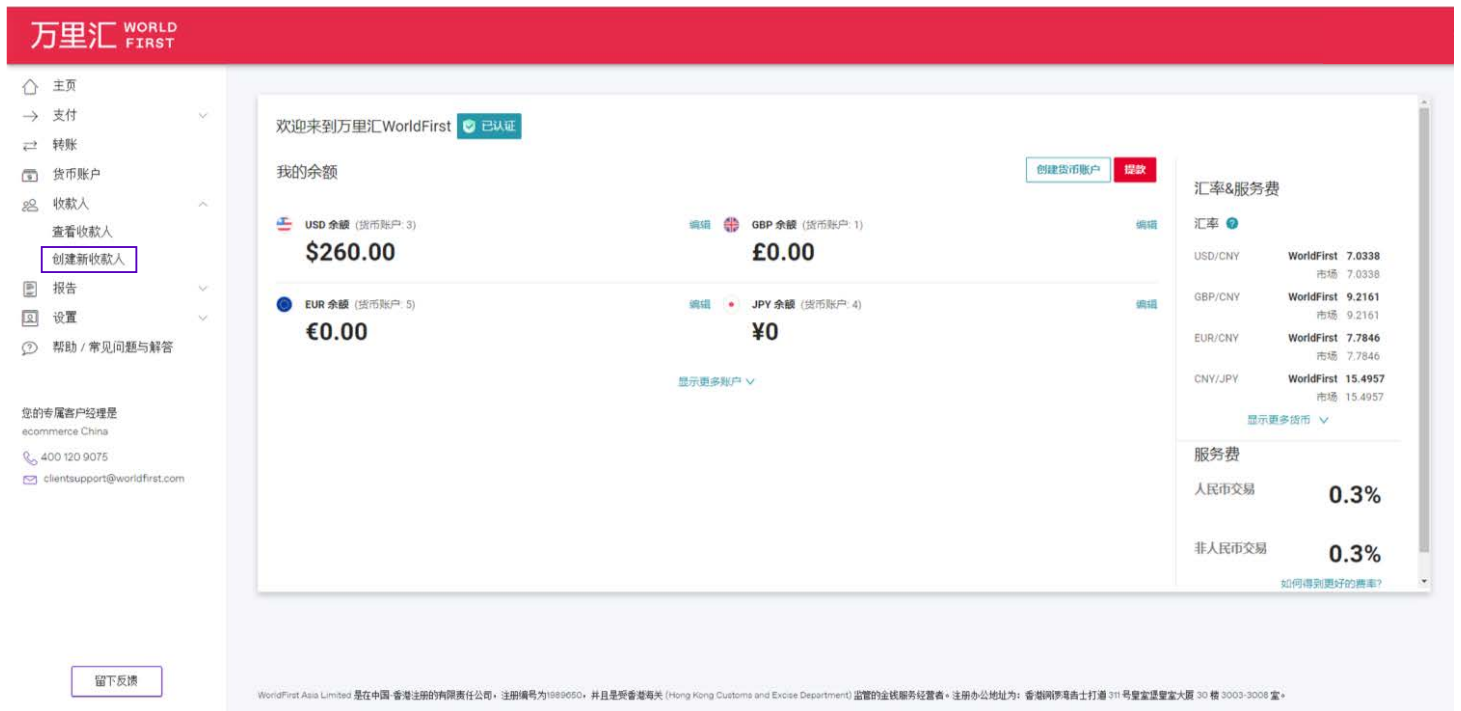 万里汇 WORLD FIRST
主页
支付
转账
货币账户
收款人
查看收款人
创建新收款人
报告
设置
帮助 / 常见问题与解答
您的专属客户经理是
ecommerce China
400 120 9075
clientsupport@worldfirst.com
留下反馈
欢迎来到万里汇WorldFirst 已认证
我的余额 创建货币账户 提款
USD 余额 (货币账户: 3) 编辑
$260.00
GBP 余额 (货币账户: 1) 编辑
£0.00
EUR 余额 (货币账户: 5) 编辑
€0.00
JPY 余额 (货币账户: 4) 编辑
¥0
显示更多账户
汇率&服务费
汇率 ?
USD/CNY WorldFirst 7.0338
市场 7.0338
GBP/CNY WorldFirst 9.2161
市场 9.2161
EUR/CNY WorldFirst 7.7846
市场 7.7846
CNY/JPY WorldFirst 15.4957
市场 15.4957
显示更多货币
服务费
人民币交易 0.3%
非人民币交易 0.3%
如何得到更好的费率?
WorldFirst Asia Limited 是在中国·香港注册的有限责任公司，注册编号为1989650，并且是受香港海关 (Hong Kong Customs and Excise Department) 监管的金钱服务经营者。注册办公地址为：香港铜锣湾告士打道 311 号皇室堡皇室大厦 30 楼 3003-3008 室。